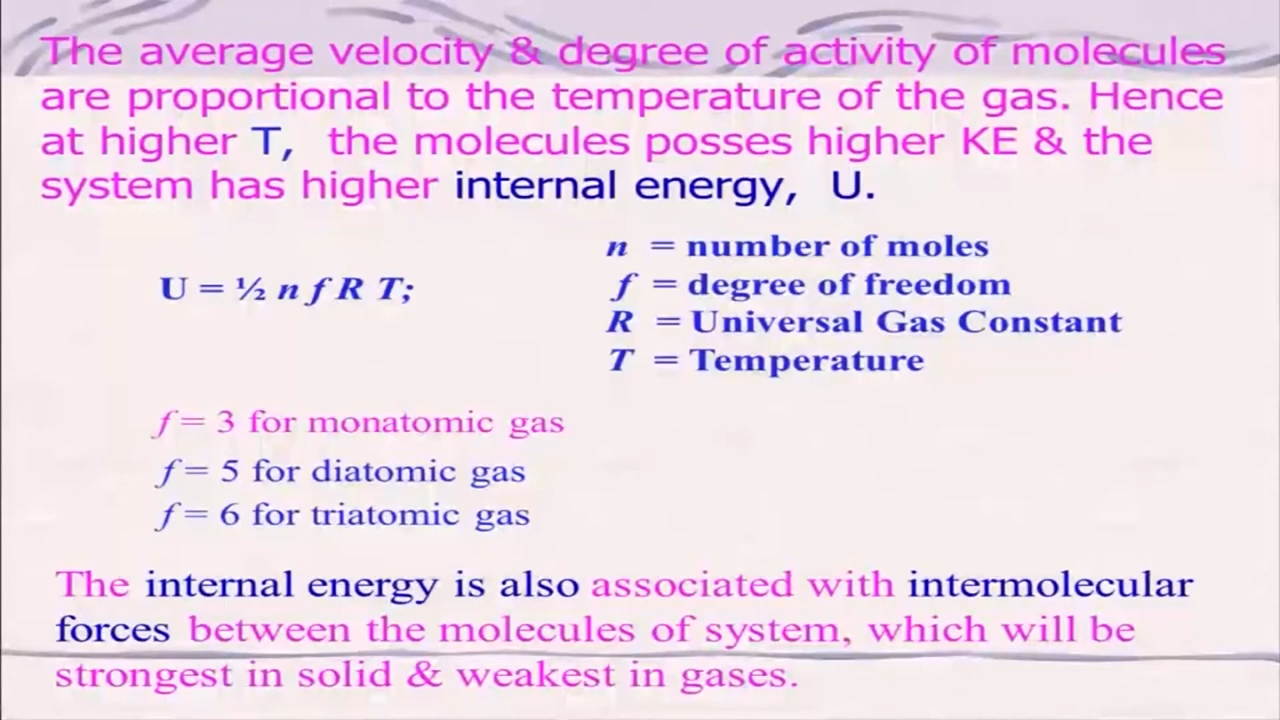 The average velocity & degree of activity of molecules
are proportional to the temperature of the gas. Hence
at higher T, the molecules posses higher KE & the
system has higher internal energy, U.
U = ½ n f R T;
n = number of moles
f = degree of freedom
R = Universal Gas Constant
T = Temperature
f = 3 for monatomic gas
f = 5 for diatomic gas
f = 6 for triatomic gas
The internal energy is also associated with intermolecular
forces between the molecules of system, which will be
strongest in solid & weakest in gases.